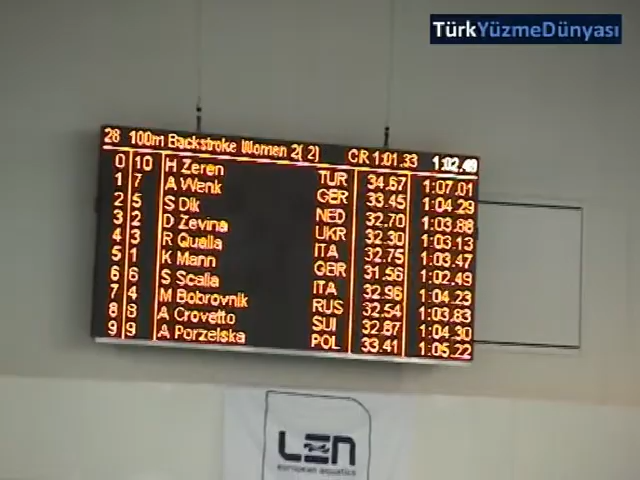 TürkYüzmeDünyası
28 100m Backstroke Women 2( 2) CR 1:01.33 1:02.49
0 10 H Zeren TUR 34.67 1:07.01
1 7 A Wenk GER 33.45 1:04.29
2 5 S Dik NED 32.70 1:03.88
3 2 D Zevina UKR 32.30 1:03.13
4 3 R Qualla ITA 32.75 1:03.47
5 1 K Mann GBR 31.56 1:02.49
6 6 S Scalia ITA 32.96 1:04.23
7 4 M Bobrovnik RUS 32.54 1:03.83
8 8 A Crovetto SUI 32.87 1:04.30
9 9 A Porzelska POL 33.41 1:05.22
LEN
european aquatics